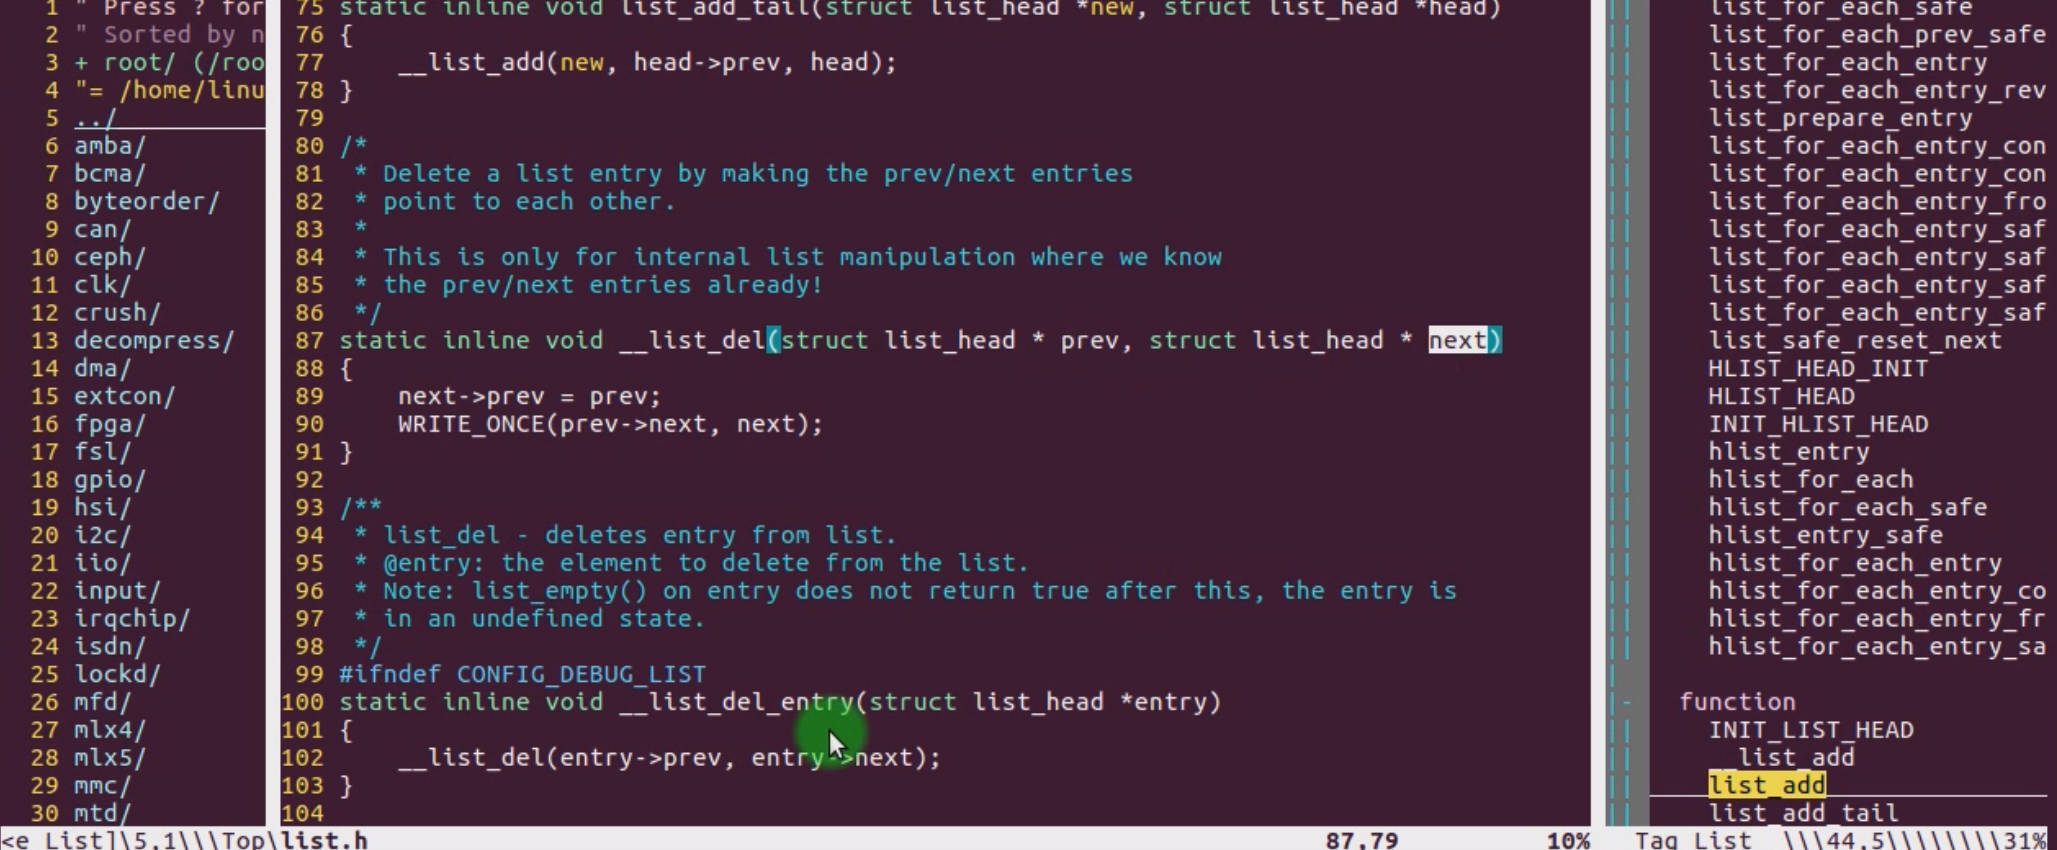 1 " Press ? for
2 " Sorted by n
3 + root/ (/roo
4 "= /home/linu
5 ../
6 amba/
7 bcma/
8 byteorder/
9 can/
10 ceph/
11 clk/
12 crush/
13 decompress/
14 dma/
15 extcon/
16 fpga/
17 fsl/
18 gpio/
19 hsi/
20 i2c/
21 iio/
22 input/
23 irqchip/
24 isdn/
25 lockd/
26 mfd/
27 mlx4/
28 mlx5/
29 mmc/
30 mtd/
75 static inline void list_add_tail(struct list_head *new, struct list_head *head)
76 {
77     __list_add(new, head->prev, head);
78 }
79
80 /*
81  * Delete a list entry by making the prev/next entries
82  * point to each other.
83  *
84  * This is only for internal list manipulation where we know
85  * the prev/next entries already!
86  */
87 static inline void __list_del(struct list_head * prev, struct list_head * next)
88 {
89     next->prev = prev;
90     WRITE_ONCE(prev->next, next);
91 }
92
93 /**
94  * list_del - deletes entry from list.
95  * @entry: the element to delete from the list.
96  * Note: list_empty() on entry does not return true after this, the entry is
97  * in an undefined state.
98  */
99 #ifndef CONFIG_DEBUG_LIST
100 static inline void __list_del_entry(struct list_head *entry)
101 {
102     __list_del(entry->prev, entry->next);
103 }
104
|| list_for_each_safe
|| list_for_each_prev_safe
|| list_for_each_entry
|| list_for_each_entry_rev
|| list_prepare_entry
|| list_for_each_entry_con
|| list_for_each_entry_con
|| list_for_each_entry_fro
|| list_for_each_entry_saf
|| list_for_each_entry_saf
|| list_for_each_entry_saf
|| list_for_each_entry_saf
|| list_safe_reset_next
|| HLIST_HEAD_INIT
|| HLIST_HEAD
|| INIT_HLIST_HEAD
|| hlist_entry
|| hlist_for_each
|| hlist_for_each_safe
|| hlist_entry_safe
|| hlist_for_each_entry
|| hlist_for_each_entry_co
|| hlist_for_each_entry_fr
|| hlist_for_each_entry_sa
|
|- function
|| INIT_LIST_HEAD
|| __list_add
|| list_add
|| list_add_tail
<e List]\5,1\\\Top\list.h 87,79 10% Tag List \\\44,5\\\\\\\\31%